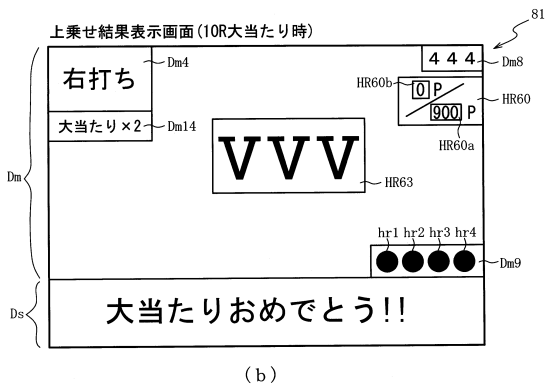 上乗せ結果表示画面(10R大当たり時)
81
右打ち
Dm4
4 4 4
Dm8
HR60b
0 P
HR60
900 P
HR60a
大当たり×2
Dm14
VVV
HR63
Dm
hr1 hr2 hr3 hr4
Dm9
Ds
大当たりおめでとう!!
(b)